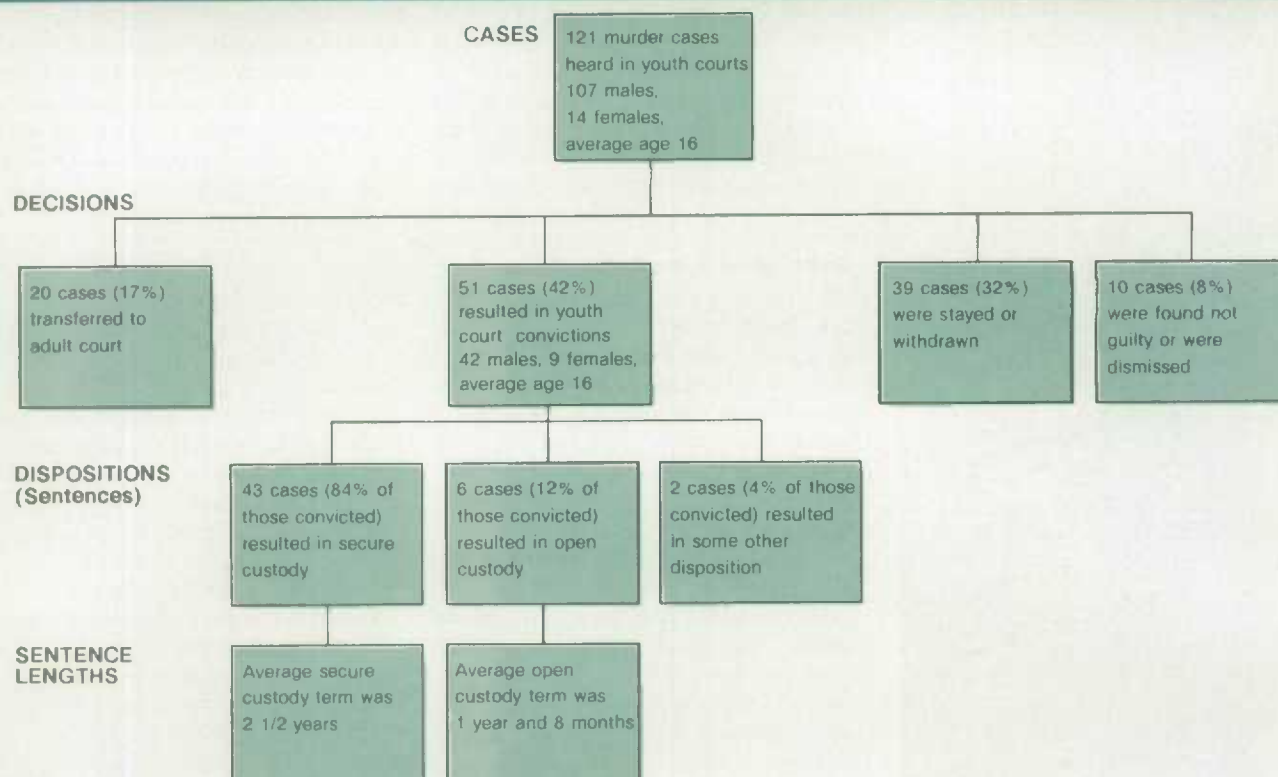 CASES
121 murder cases
heard in youth courts
107 males,
14 females,
average age 16
DECISIONS
20 cases (17%)
transferred to
adult court
51 cases (42%)
resulted in youth
court convictions
42 males, 9 females,
average age 16
39 cases (32%)
were stayed or
withdrawn
10 cases (8%)
were found not
guilty or were
dismissed
DISPOSITIONS
(Sentences)
43 cases (84% of
those convicted)
resulted in secure
custody
6 cases (12% of
those convicted)
resulted in open
custody
2 cases (4% of those
convicted) resulted
in some other
disposition
SENTENCE
LENGTHS
Average secure
custody term was
2 1/2 years
Average open
custody term was
1 year and 8 months